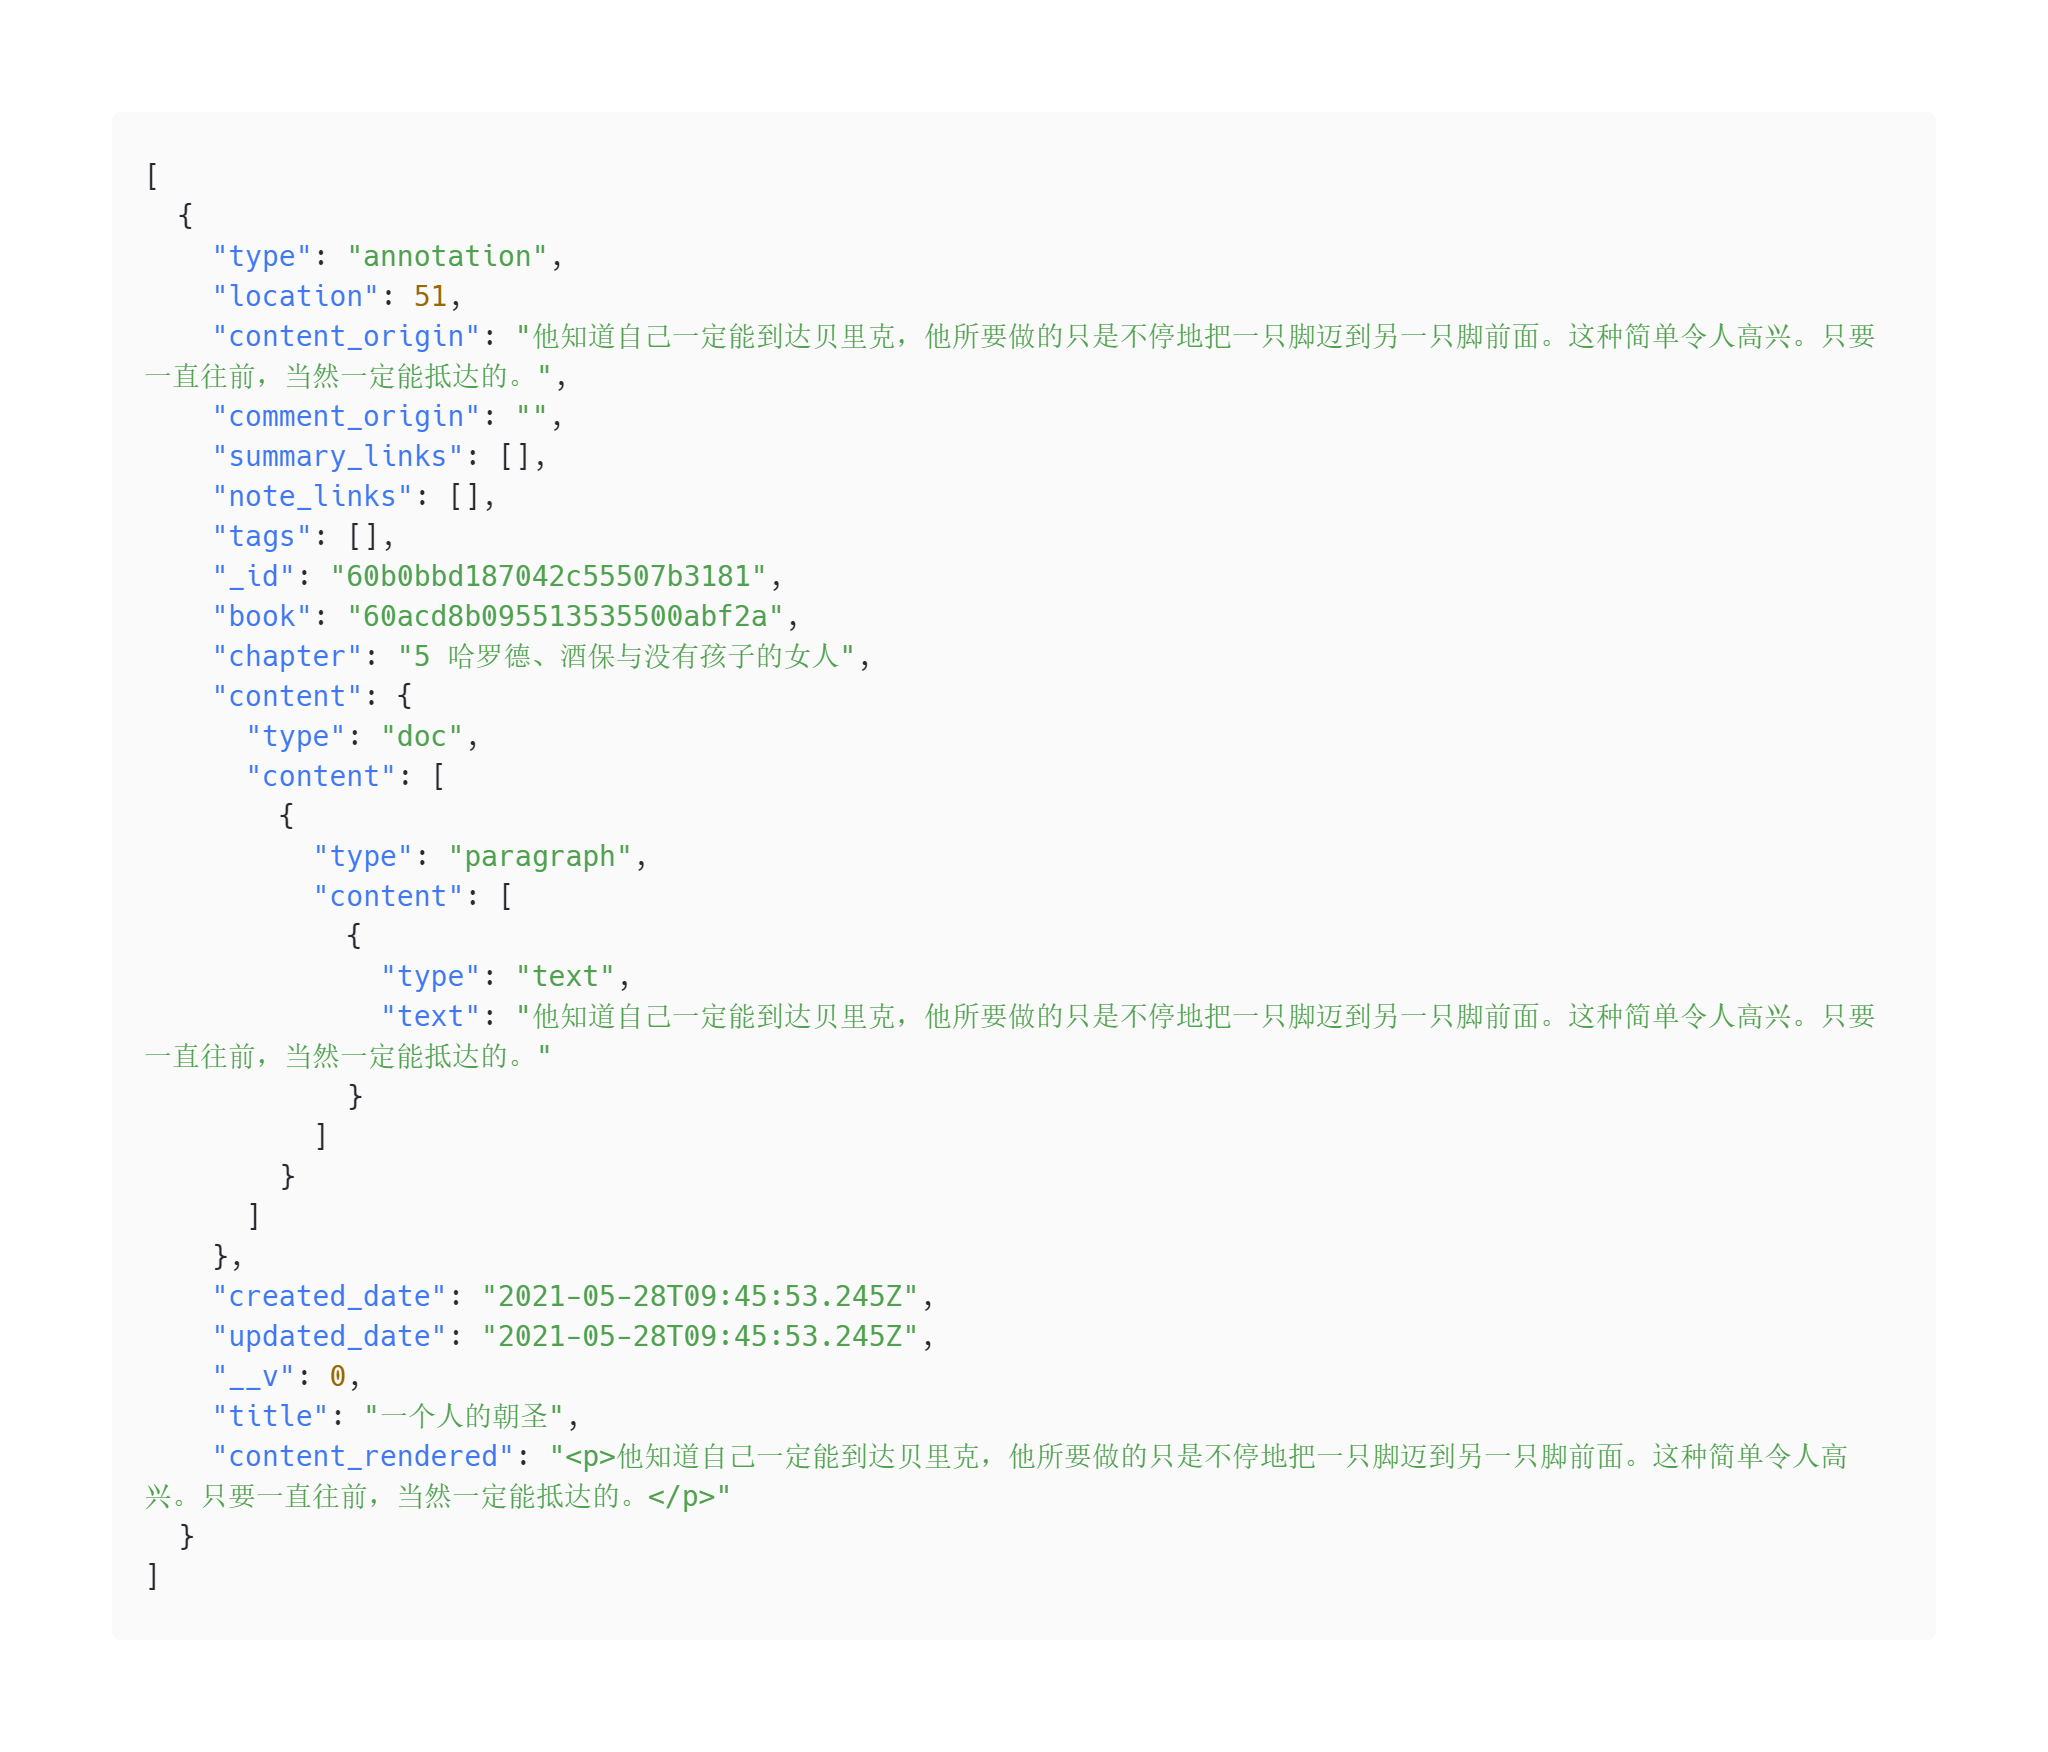 [
  {
    "type": "annotation",
    "location": 51,
    "content_origin": "他知道自己一定能到达贝里克，他所要做的只是不停地把一只脚迈到另一只脚前面。这种简单令人高兴。只要
一直往前，当然一定能抵达的。",
    "comment_origin": "",
    "summary_links": [],
    "note_links": [],
    "tags": [],
    "_id": "60b0bbd187042c55507b3181",
    "book": "60acd8b095513535500abf2a",
    "chapter": "5 哈罗德、酒保与没有孩子的女人",
    "content": {
      "type": "doc",
      "content": [
        {
          "type": "paragraph",
          "content": [
            {
              "type": "text",
              "text": "他知道自己一定能到达贝里克，他所要做的只是不停地把一只脚迈到另一只脚前面。这种简单令人高兴。只要
一直往前，当然一定能抵达的。"
            }
          ]
        }
      ]
    },
    "created_date": "2021-05-28T09:45:53.245Z",
    "updated_date": "2021-05-28T09:45:53.245Z",
    "__v": 0,
    "title": "一个人的朝圣",
    "content_rendered": "<p>他知道自己一定能到达贝里克，他所要做的只是不停地把一只脚迈到另一只脚前面。这种简单令人高
兴。只要一直往前，当然一定能抵达的。</p>"
  }
]